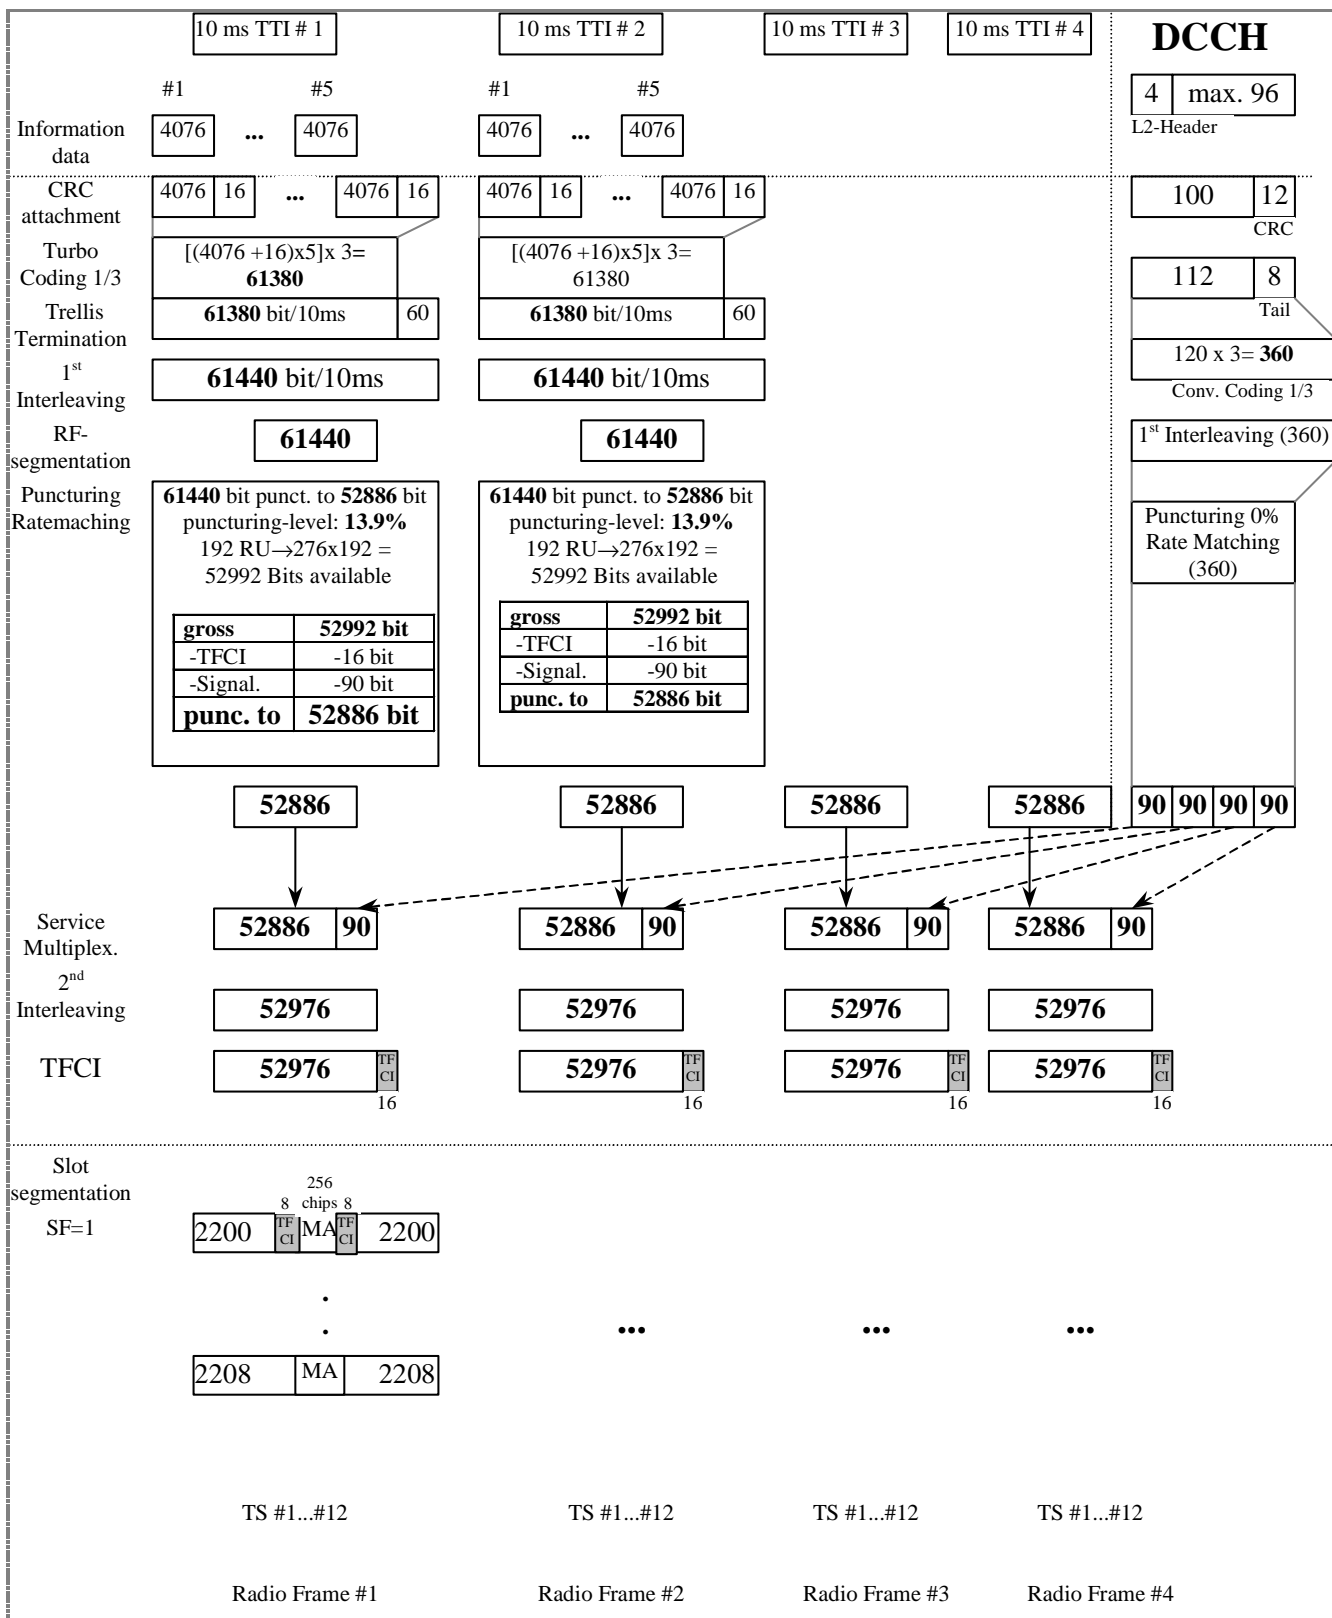 10 ms TTI # 1 10 ms TTI # 2 10 ms TTI # 3 10 ms TTI # 4 DCCH
#1 #5 #1 #5
4 max. 96
L2-Header
Information data
4076 ... 4076 4076 ... 4076
CRC attachment
4076 16 ... 4076 16 4076 16 ... 4076 16 100 12
CRC
Turbo Coding 1/3
[(4076 +16)x5]x 3= 61380
[(4076 +16)x5]x 3= 61380
112 8
Tail
Trellis Termination
61380 bit/10ms 60 61380 bit/10ms 60
120 x 3= 360
Conv. Coding 1/3
1st Interleaving
61440 bit/10ms 61440 bit/10ms
RF-segmentation
61440 61440
1st Interleaving (360)
Puncturing Ratemaching
61440 bit punct. to 52886 bit
puncturing-level: 13.9%
192 RU→276x192 =
52992 Bits available
gross 52992 bit
-TFCI -16 bit
-Signal. -90 bit
punc. to 52886 bit
61440 bit punct. to 52886 bit
puncturing-level: 13.9%
192 RU→276x192 =
52992 Bits available
gross 52992 bit
-TFCI -16 bit
-Signal. -90 bit
punc. to 52886 bit
Puncturing 0%
Rate Matching
(360)
52886 52886 52886 52886 90 90 90 90
Service Multiplex.
52886 90 52886 90 52886 90 52886 90
2nd Interleaving
52976 52976 52976 52976
TFCI
52976 TF CI 52976 TF CI 52976 TF CI 52976 TF CI
16 16 16 16
Slot segmentation
SF=1
256
8 chips 8
2200 TF CI MA TF CI 2200
.
. ... ... ...
2208 MA 2208
TS #1...#12 TS #1...#12 TS #1...#12 TS #1...#12
Radio Frame #1 Radio Frame #2 Radio Frame #3 Radio Frame #4